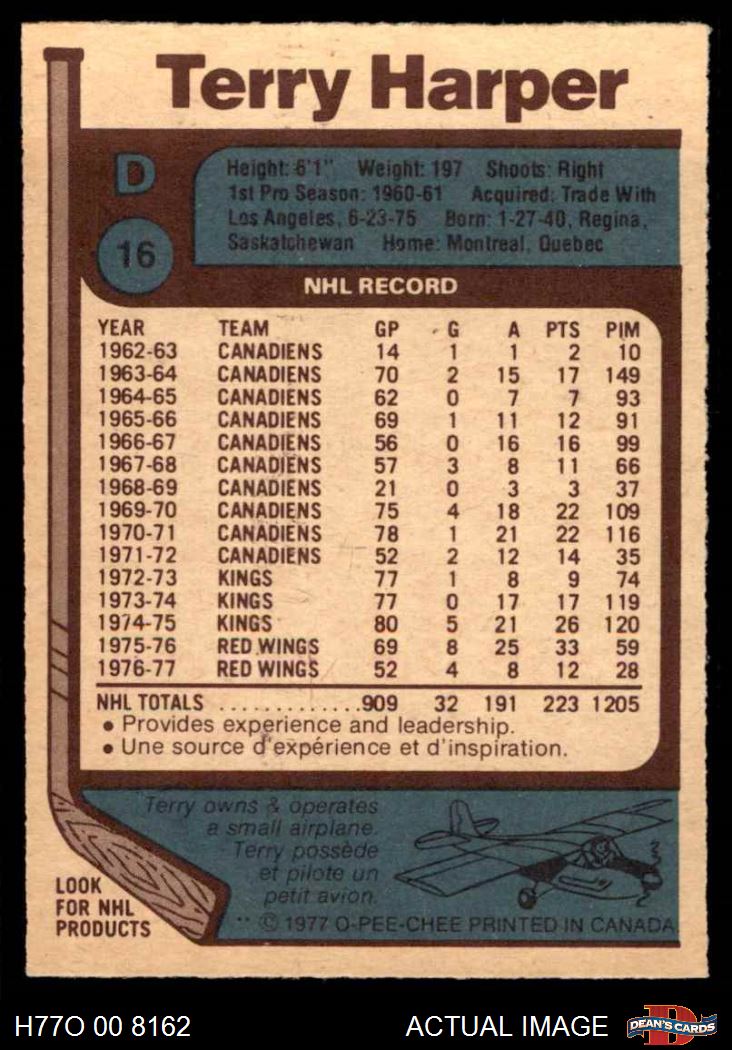 Terry Harper
D
16
Height: 6'1" Weight: 197 Shoots: Right
1st Pro Season: 1960-61 Acquired: Trade With
Los Angeles, 6-23-75 Born: 1-27-40, Regina,
Saskatchewan Home: Montreal, Quebec
NHL RECORD
YEAR TEAM GP G A PTS PIM
1962-63 CANADIENS 14 1 1 2 10
1963-64 CANADIENS 70 2 15 17 149
1964-65 CANADIENS 62 0 7 7 93
1965-66 CANADIENS 69 1 11 12 91
1966-67 CANADIENS 56 0 16 16 99
1967-68 CANADIENS 57 3 8 11 66
1968-69 CANADIENS 21 0 3 3 37
1969-70 CANADIENS 75 4 18 22 109
1970-71 CANADIENS 78 1 21 22 116
1971-72 CANADIENS 52 2 12 14 35
1972-73 KINGS 77 1 8 9 74
1973-74 KINGS 77 0 17 17 119
1974-75 KINGS 80 5 21 26 120
1975-76 RED WINGS 69 8 25 33 59
1976-77 RED WINGS 52 4 8 12 28
NHL TOTALS .............909 32 191 223 1205
• Provides experience and leadership.
• Une source d'expérience et d'inspiration.
Terry owns & operates
a small airplane.
Terry possède
et pilote un
petit avion.
LOOK
FOR NHL
PRODUCTS
** © 1977 O-PEE-CHEE PRINTED IN CANADA
H77O 00 8162
ACTUAL IMAGE
D
DEAN'S CARDS